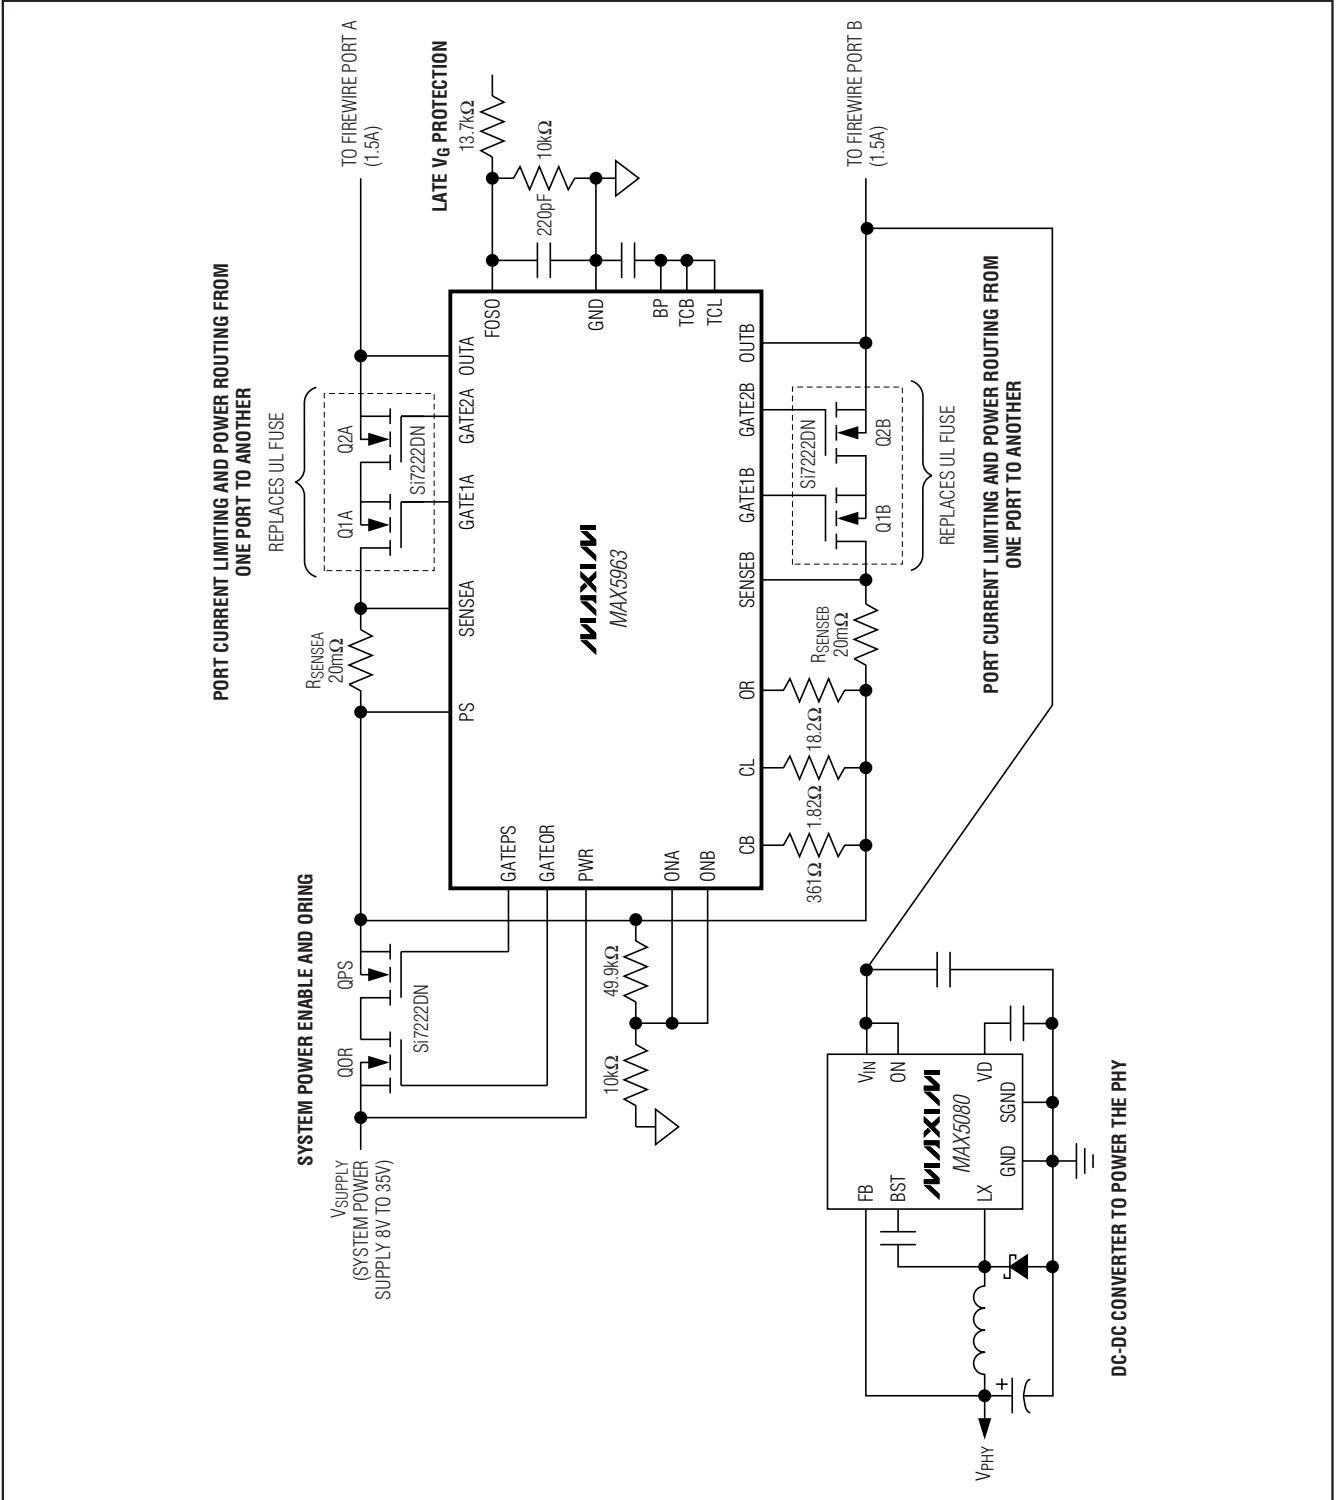 SYSTEM POWER ENABLE AND ORING
PORT CURRENT LIMITING AND POWER ROUTING FROM
ONE PORT TO ANOTHER
REPLACES UL FUSE
VSUPPLY
(SYSTEM POWER
SUPPLY 8V TO 35V)
QOR
QPS
Si7222DN
RSENSEA
20mΩ
Q1A
Q2A
Si7222DN
TO FIREWIRE PORT A
(1.5A)
LATE VG PROTECTION
13.7kΩ
10kΩ
220pF
PS
SENSEA
GATE1A
GATE2A
OUTA
FOSO
GND
BP
TCB
TCL
GATEPS
GATEOR
PWR
ONA
ONB
MAXIM
MAX5963
49.9kΩ
10kΩ
CB
CL
OR
SENSEB
GATE1B
GATE2B
OUTB
361Ω
1.82Ω
18.2Ω
RSENSEB
20mΩ
Si7222DN
Q1B
Q2B
TO FIREWIRE PORT B
(1.5A)
REPLACES UL FUSE
PORT CURRENT LIMITING AND POWER ROUTING FROM
ONE PORT TO ANOTHER
FB
BST
LX
GND
SGND
VIN
ON
VD
MAXIM
MAX5080
VPHY
+
DC-DC CONVERTER TO POWER THE PHY